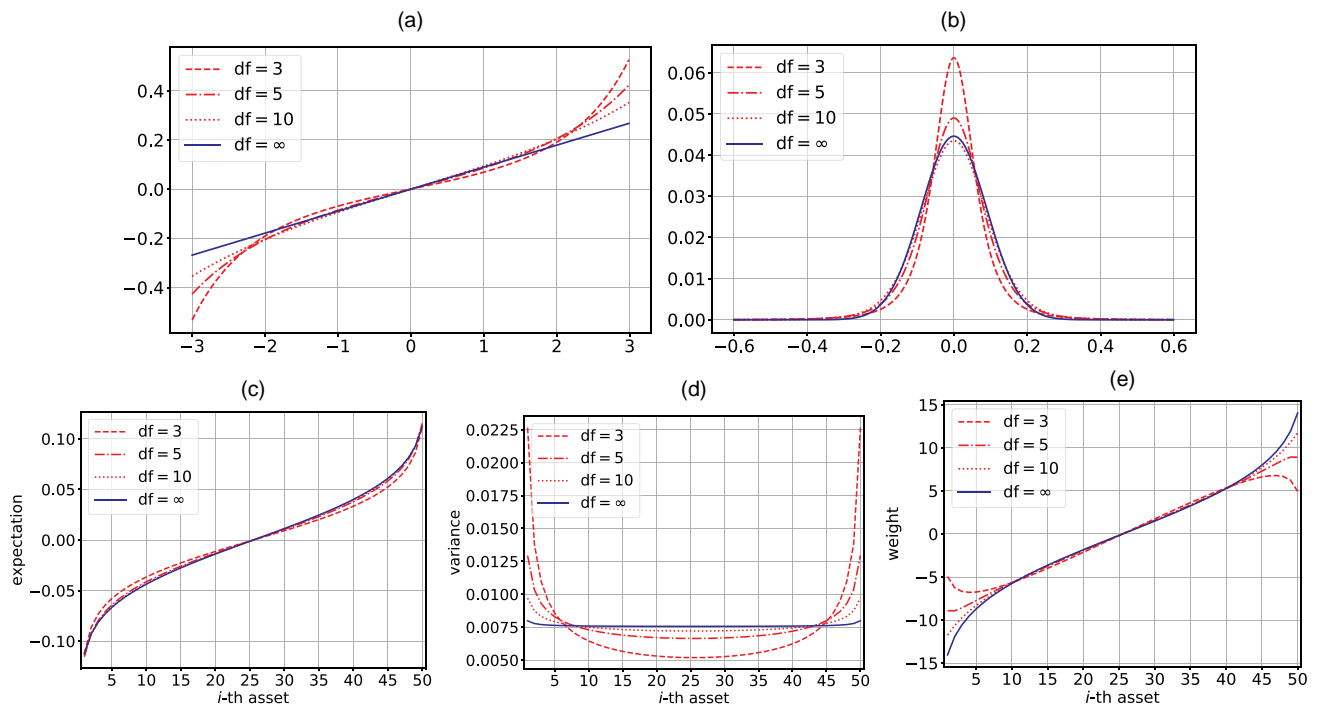 (a)
(b)
df = 3
df = 5
df = 10
df = ∞
0.4
0.2
0.0
−0.2
−0.4
−3
−2
−1
0
1
2
3
df = 3
df = 5
df = 10
df = ∞
0.06
0.05
0.04
0.03
0.02
0.01
0.00
−0.6
−0.4
−0.2
0.0
0.2
0.4
0.6
(c)
(d)
(e)
df = 3
df = 5
df = 10
df = ∞
expectation
0.10
0.05
0.00
−0.05
−0.10
5 10 15 20 25 30 35 40 45 50
i-th asset
df = 3
df = 5
df = 10
df = ∞
variance
0.0225
0.0200
0.0175
0.0150
0.0125
0.0100
0.0075
0.0050
5 10 15 20 25 30 35 40 45 50
i-th asset
df = 3
df = 5
df = 10
df = ∞
weight
15
10
5
0
−5
−10
−15
5 10 15 20 25 30 35 40 45 50
i-th asset